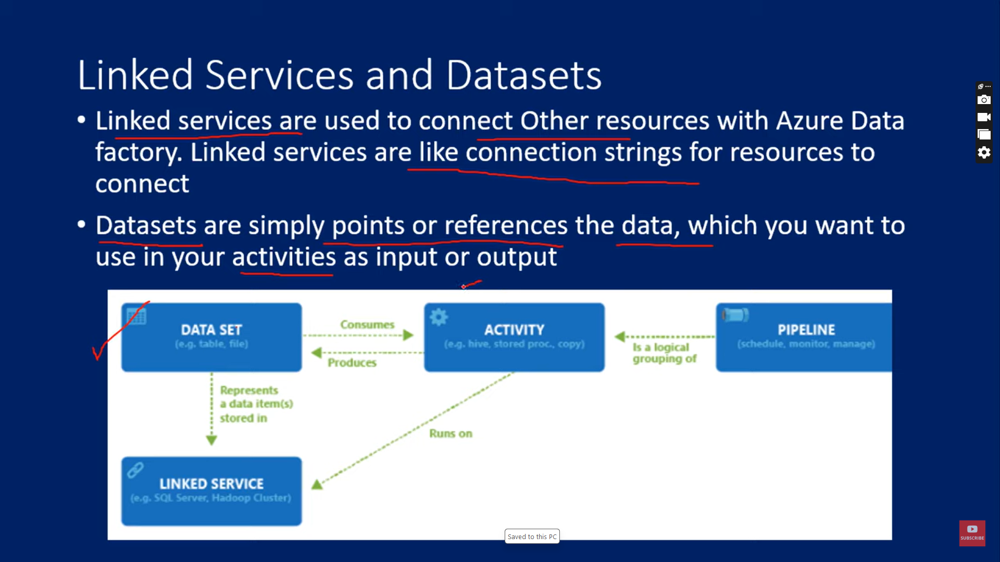 Linked Services and Datasets
• Linked services are used to connect Other resources with Azure Data
factory. Linked services are like connection strings for resources to
connect
• Datasets are simply points or references the data, which you want to
use in your activities as input or output
DATA SET
(e.g. table, file)
Consumes
Produces
ACTIVITY
(e.g. hive, stored proc., copy)
Is a logical
grouping of
PIPELINE
(schedule, monitor, manage)
Represents
a data item(s)
stored in
Runs on
LINKED SERVICE
(e.g. SQL Server, Hadoop Cluster)
Saved to this PC
SUBSCRIBE